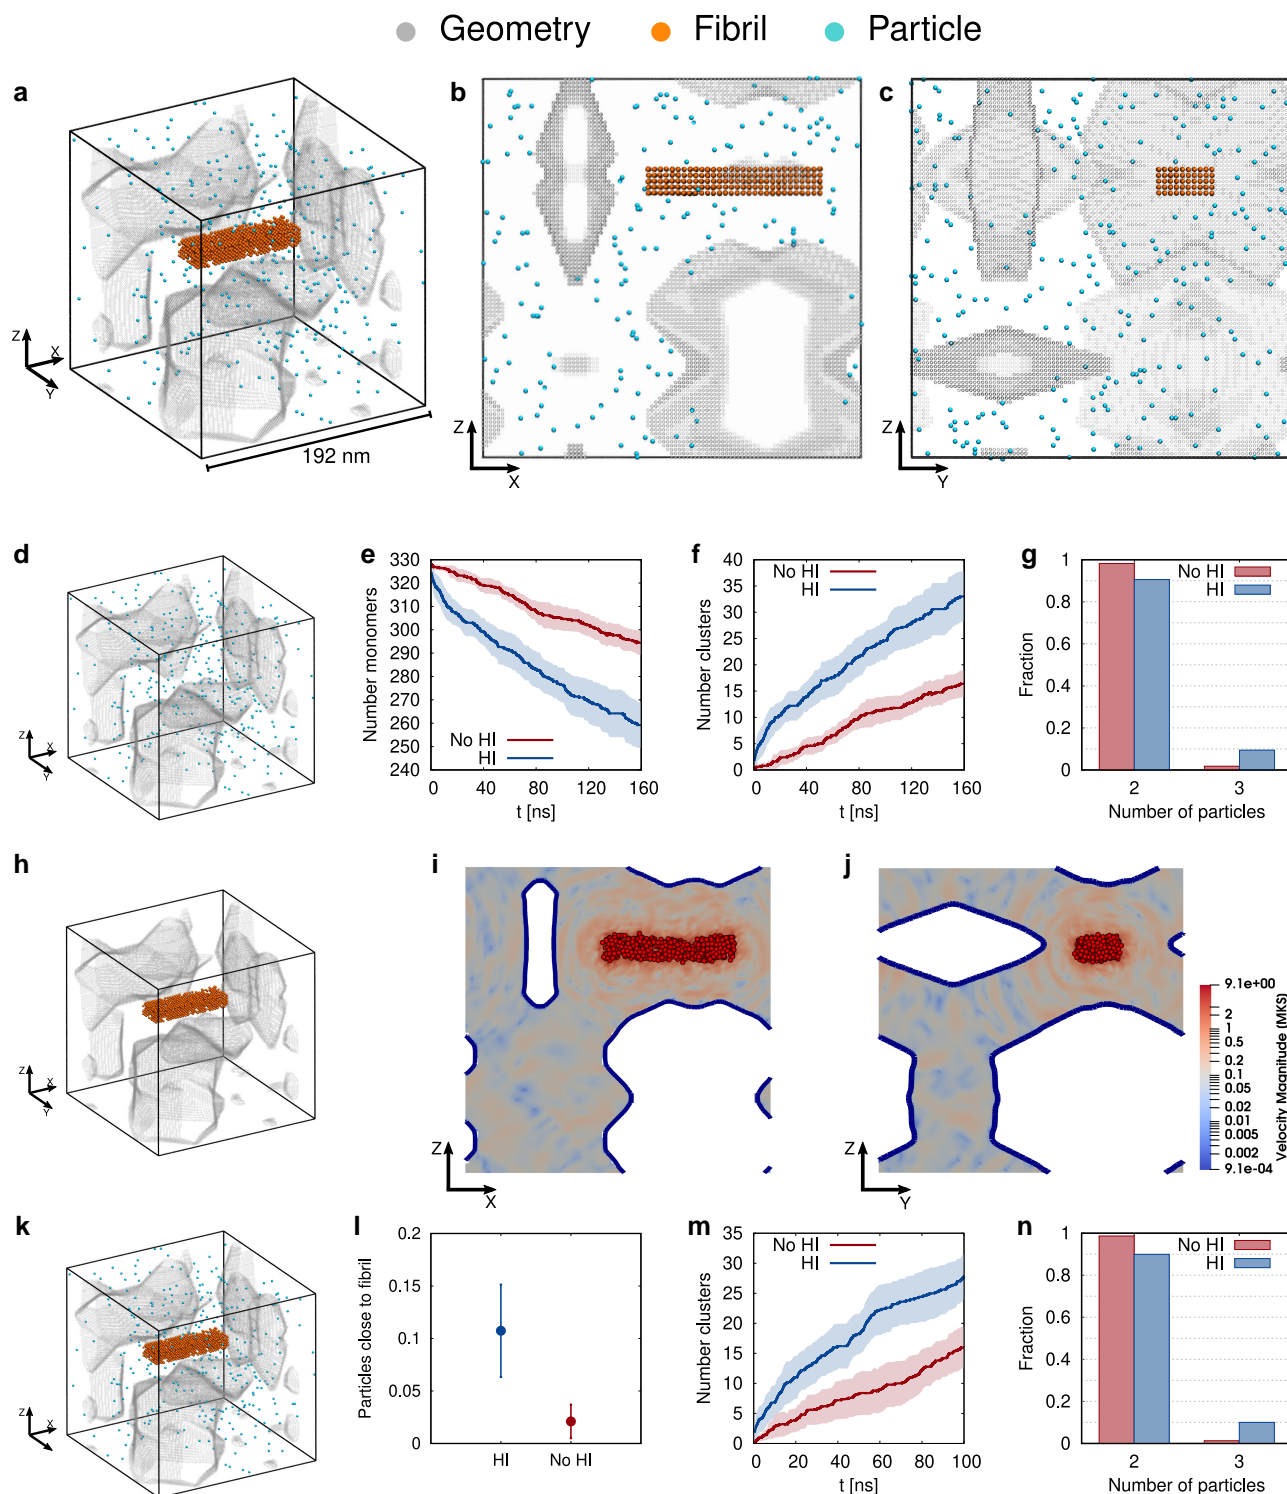 Geometry Fibril Particle
a
Z
X
Y
192 nm
b
Z
X
c
Z
Y
d
Z
X
Y
e
Number monomers
330
320
310
300
290
280
270
260
250
240
No HI
HI
0 40 80 120 160
t [ns]
f
Number clusters
40
35
30
25
20
15
10
5
0
No HI
HI
0 40 80 120 160
t [ns]
g
Fraction
1
0.8
0.6
0.4
0.2
0
No HI
HI
2 3
Number of particles
h
Z
X
Y
i
Z
X
j
Z
Y
9.1e+00
2
1
0.5
0.2
0.1
0.05
0.02
0.01
0.005
0.002
9.1e-04
Velocity Magnitude (MKS)
k
Z
X
l
Particles close to fibril
0.2
0.15
0.1
0.05
0
HI No HI
m
Number clusters
35
30
25
20
15
10
5
0
No HI
HI
0 20 40 60 80 100
t [ns]
n
Fraction
1
0.8
0.6
0.4
0.2
0
No HI
HI
2 3
Number of particles